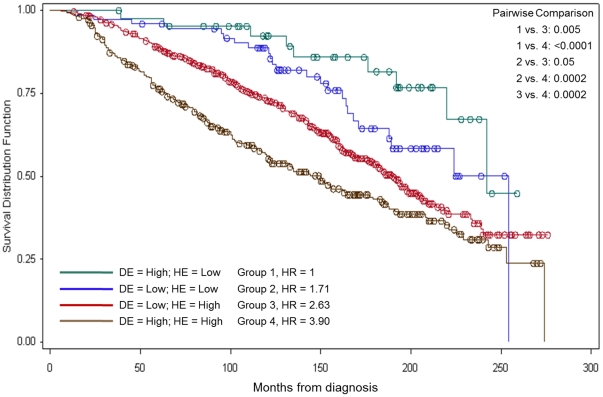 Pairwise Comparison
1 vs. 3: 0.005
1 vs. 4: <0.0001
2 vs. 3: 0.05
2 vs. 4: 0.0002
3 vs. 4: 0.0002
Survival Distribution Function
1.00
0.75
0.50
0.25
0.00
DE = High; HE = Low Group 1, HR = 1
DE = Low; HE = Low Group 2, HR = 1.71
DE = Low; HE = High Group 3, HR = 2.63
DE = High; HE = High Group 4, HR = 3.90
0 50 100 150 200 250 300
Months from diagnosis